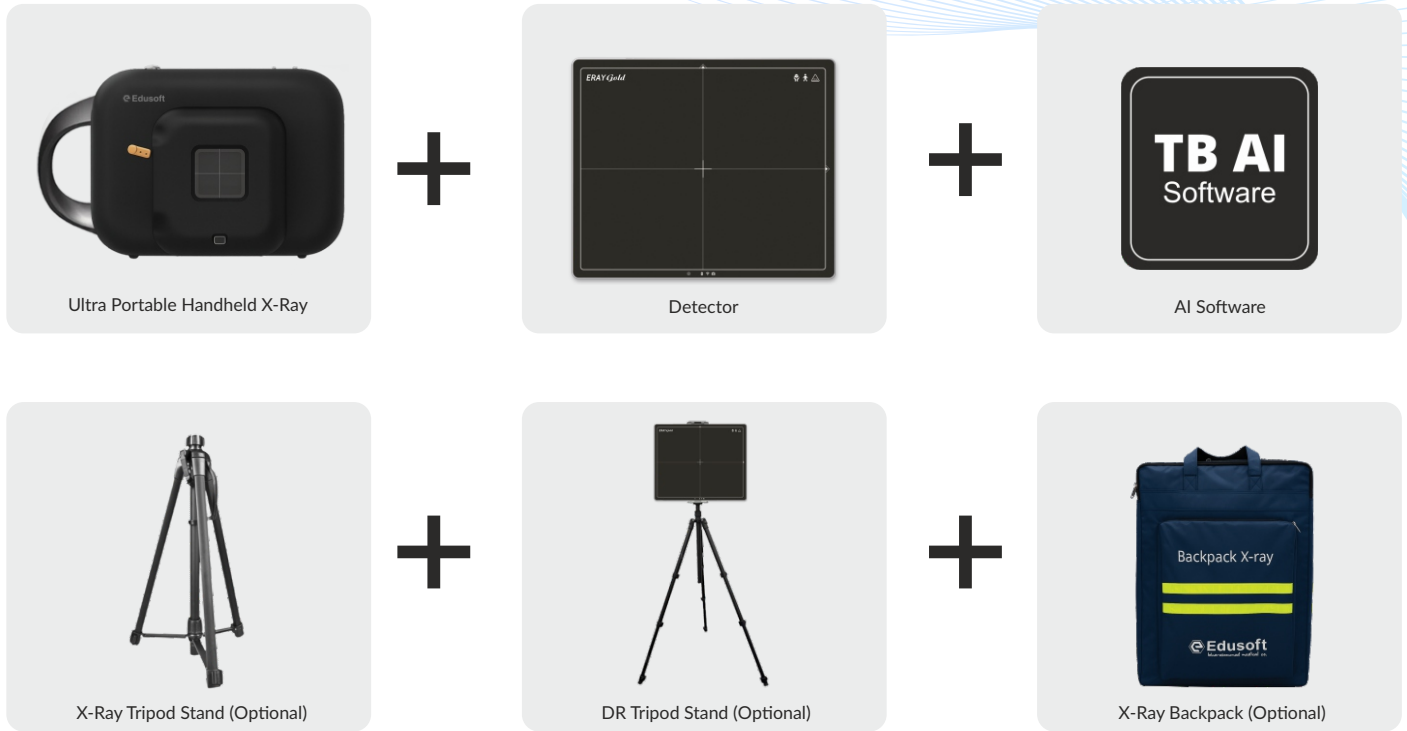 Edusoft
Ultra Portable Handheld X-Ray
ERAY Gold
Detector
TB AI
Software
AI Software
X-Ray Tripod Stand (Optional)
DR Tripod Stand (Optional)
Backpack X-ray
Edusoft
X-Ray Backpack (Optional)